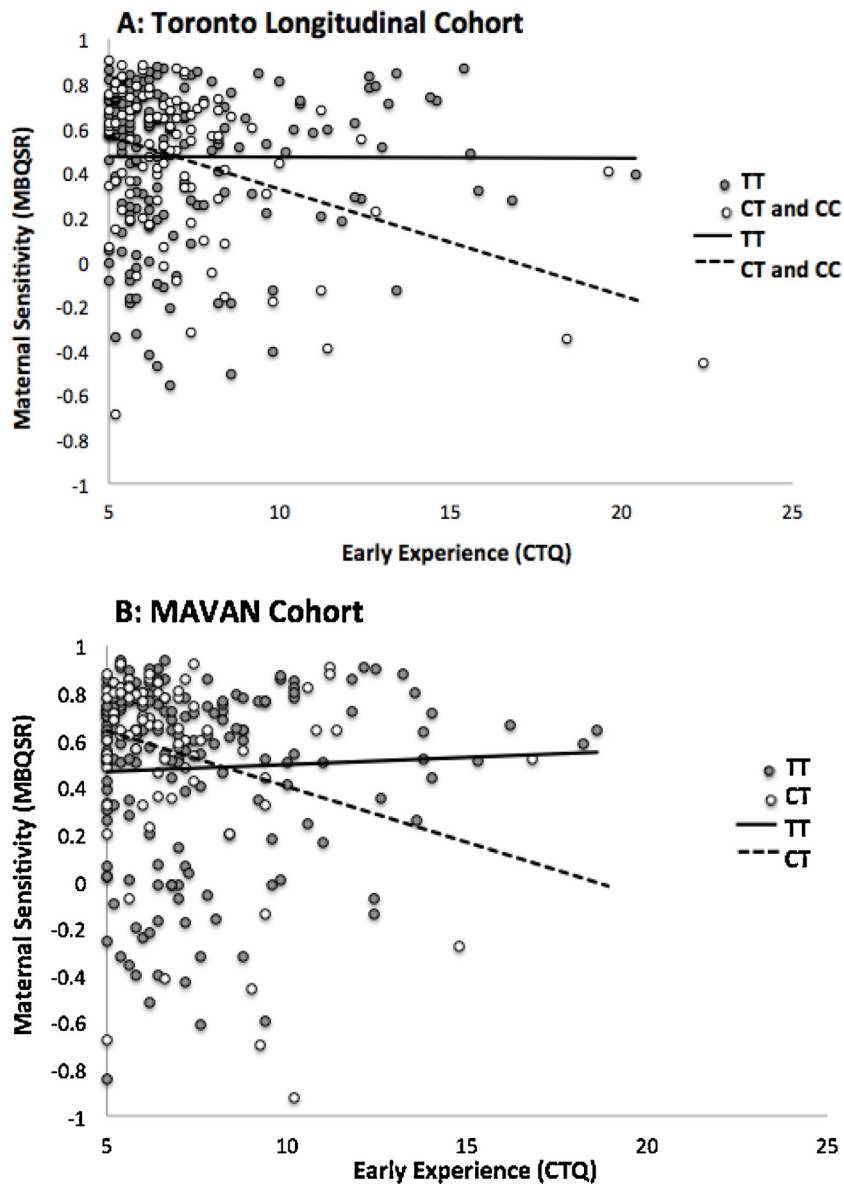 A: Toronto Longitudinal Cohort
Maternal Sensitivity (MBQSR)
1
0.8
0.6
0.4
0.2
0
-0.2
-0.4
-0.6
-0.8
-1
5
10
15
20
25
Early Experience (CTQ)
TT
CT and CC
TT
CT and CC
B: MAVAN Cohort
Maternal Sensitivity (MBQSR)
1
0.8
0.6
0.4
0.2
0
-0.2
-0.4
-0.6
-0.8
-1
5
10
15
20
25
Early Experience (CTQ)
TT
CT
TT
CT